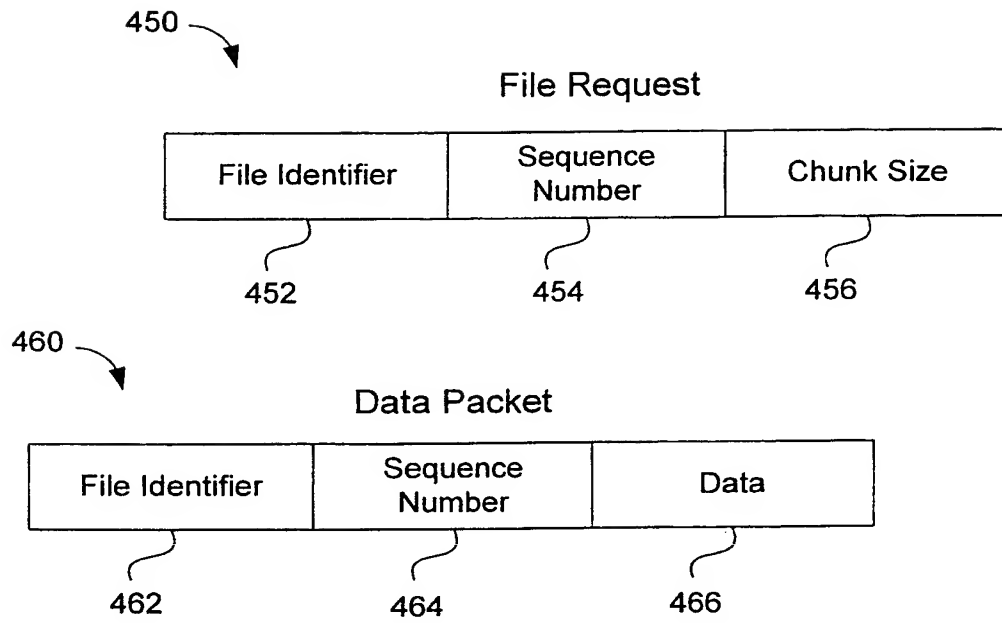 450
File Request
File Identifier
Sequence
Number
Chunk Size
452
454
456
460
Data Packet
File Identifier
Sequence
Number
Data
462
464
466